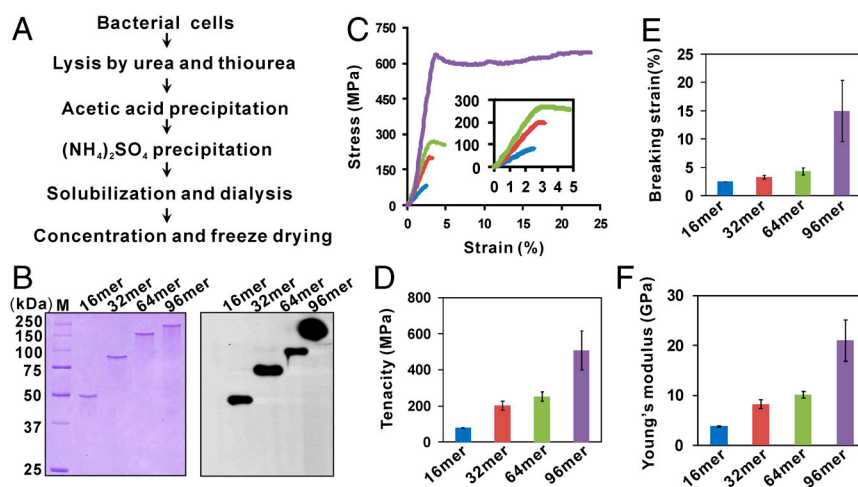 A
Bacterial cells
Lysis by urea and thiourea
Acetic acid precipitation
(NH₄)₂SO₄ precipitation
Solubilization and dialysis
Concentration and freeze drying
B
(kDa) M 16mer 32mer 64mer 96mer
250
150
100
75
50
37
25
16mer 32mer 64mer 96mer
C
Stress (MPa)
750
600
450
300
150
0
0 5 10 15 20 25
Strain (%)
300
200
100
0
0 1 2 3 4 5
D
Tenacity (MPa)
800
600
400
200
0
16mer 32mer 64mer 96mer
E
Breaking strain(%)
25
20
15
10
5
0
16mer 32mer 64mer 96mer
F
Young's modulus (GPa)
30
20
10
0
16mer 32mer 64mer 96mer